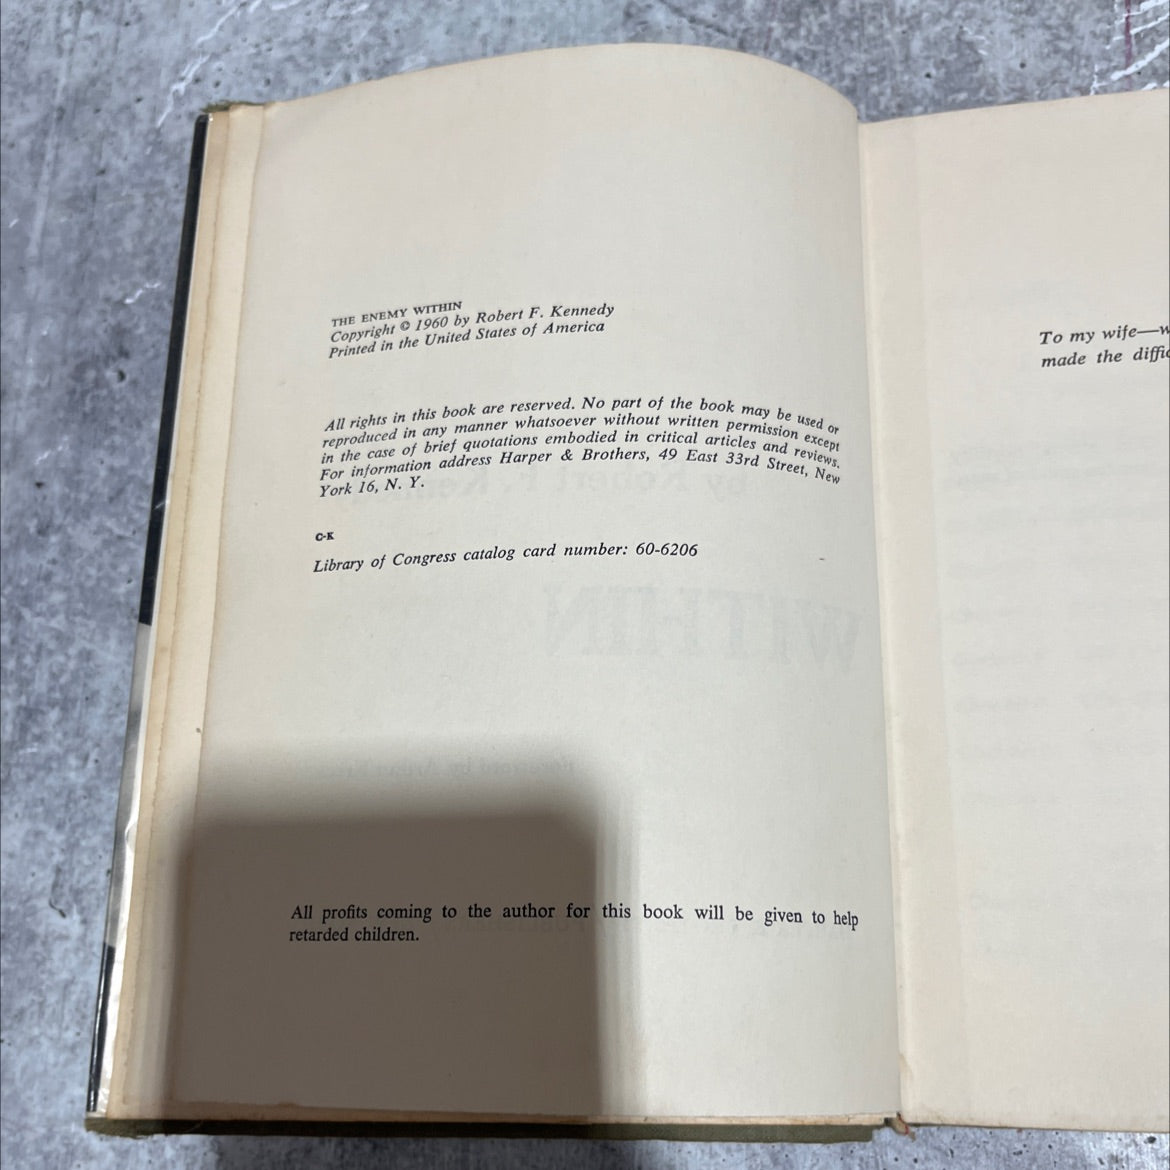 THE ENEMY WITHIN
Copyright © 1960 by Robert F. Kennedy
Printed in the United States of America
All rights in this book are reserved. No part of the book may be used or
reproduced in any manner whatsoever without written permission except
in the case of brief quotations embodied in critical articles and reviews.
For information address Harper & Brothers, 49 East 33rd Street, New
York 16, N. Y.
C-K
Library of Congress catalog card number: 60-6206
All profits coming to the author for this book will be given to help
retarded children.
To my wife—w
made the diffic